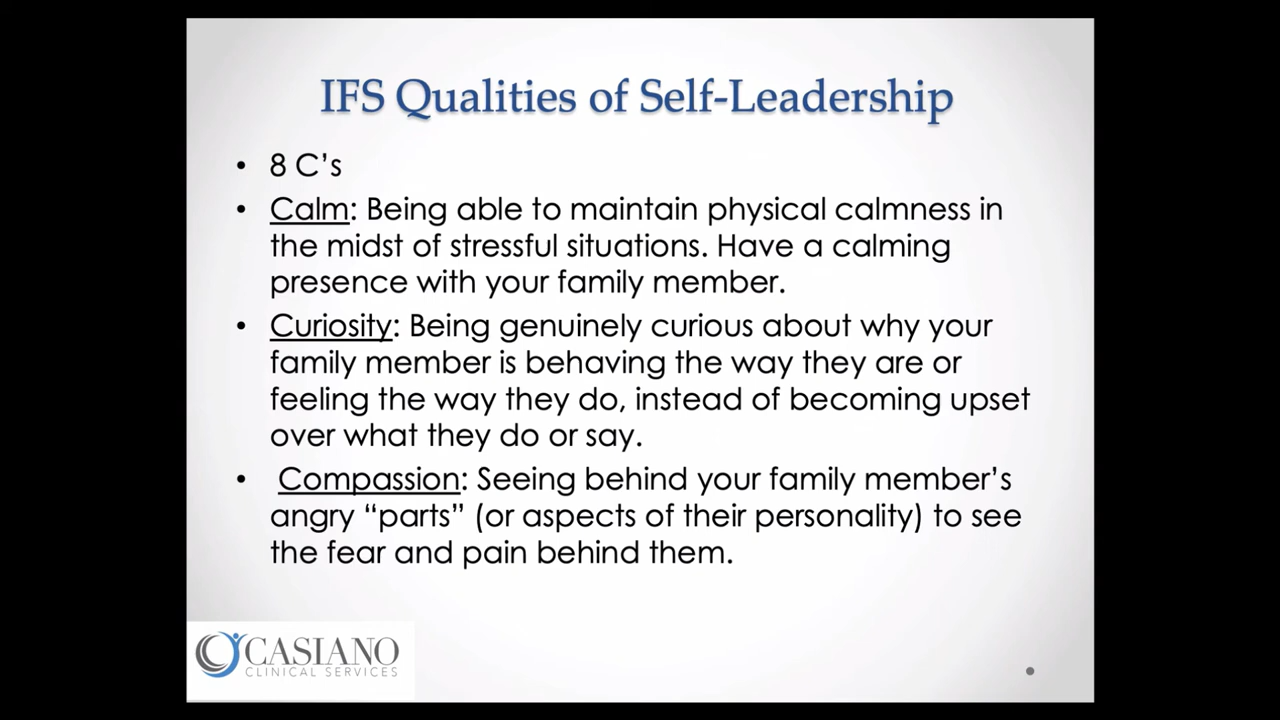 IFS Qualities of Self-Leadership
• 8 C’s
• Calm: Being able to maintain physical calmness in
the midst of stressful situations. Have a calming
presence with your family member.
• Curiosity: Being genuinely curious about why your
family member is behaving the way they are or
feeling the way they do, instead of becoming upset
over what they do or say.
• Compassion: Seeing behind your family member’s
angry “parts” (or aspects of their personality) to see
the fear and pain behind them.
CASIANO
CLINICAL SERVICES